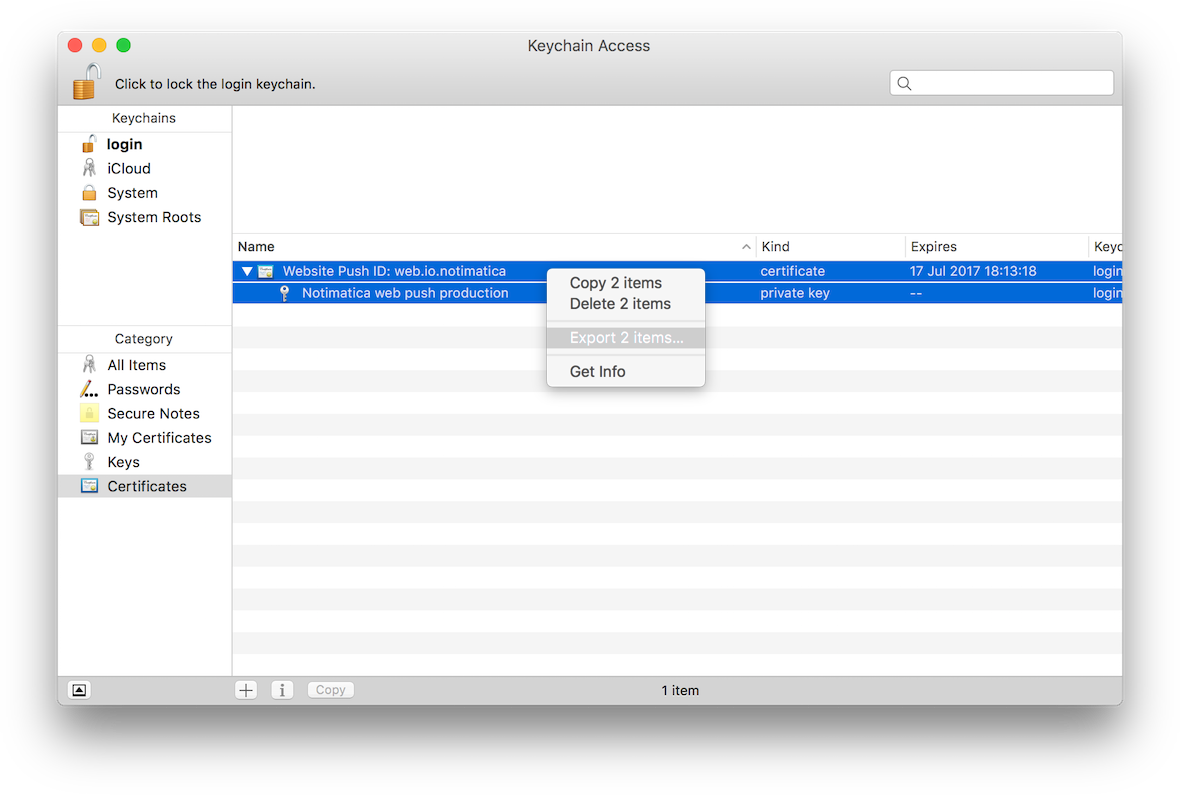 Keychain Access
Click to lock the login keychain.
Keychains
login
iCloud
System
System Roots
Name Kind Expires Keyc
Website Push ID: web.io.notimatica certificate 17 Jul 2017 18:13:18 login
Notimatica web push production private key -- login
Copy 2 items
Delete 2 items
Export 2 items...
Get Info
Category
All Items
Passwords
Secure Notes
My Certificates
Keys
Certificates
Copy 1 item